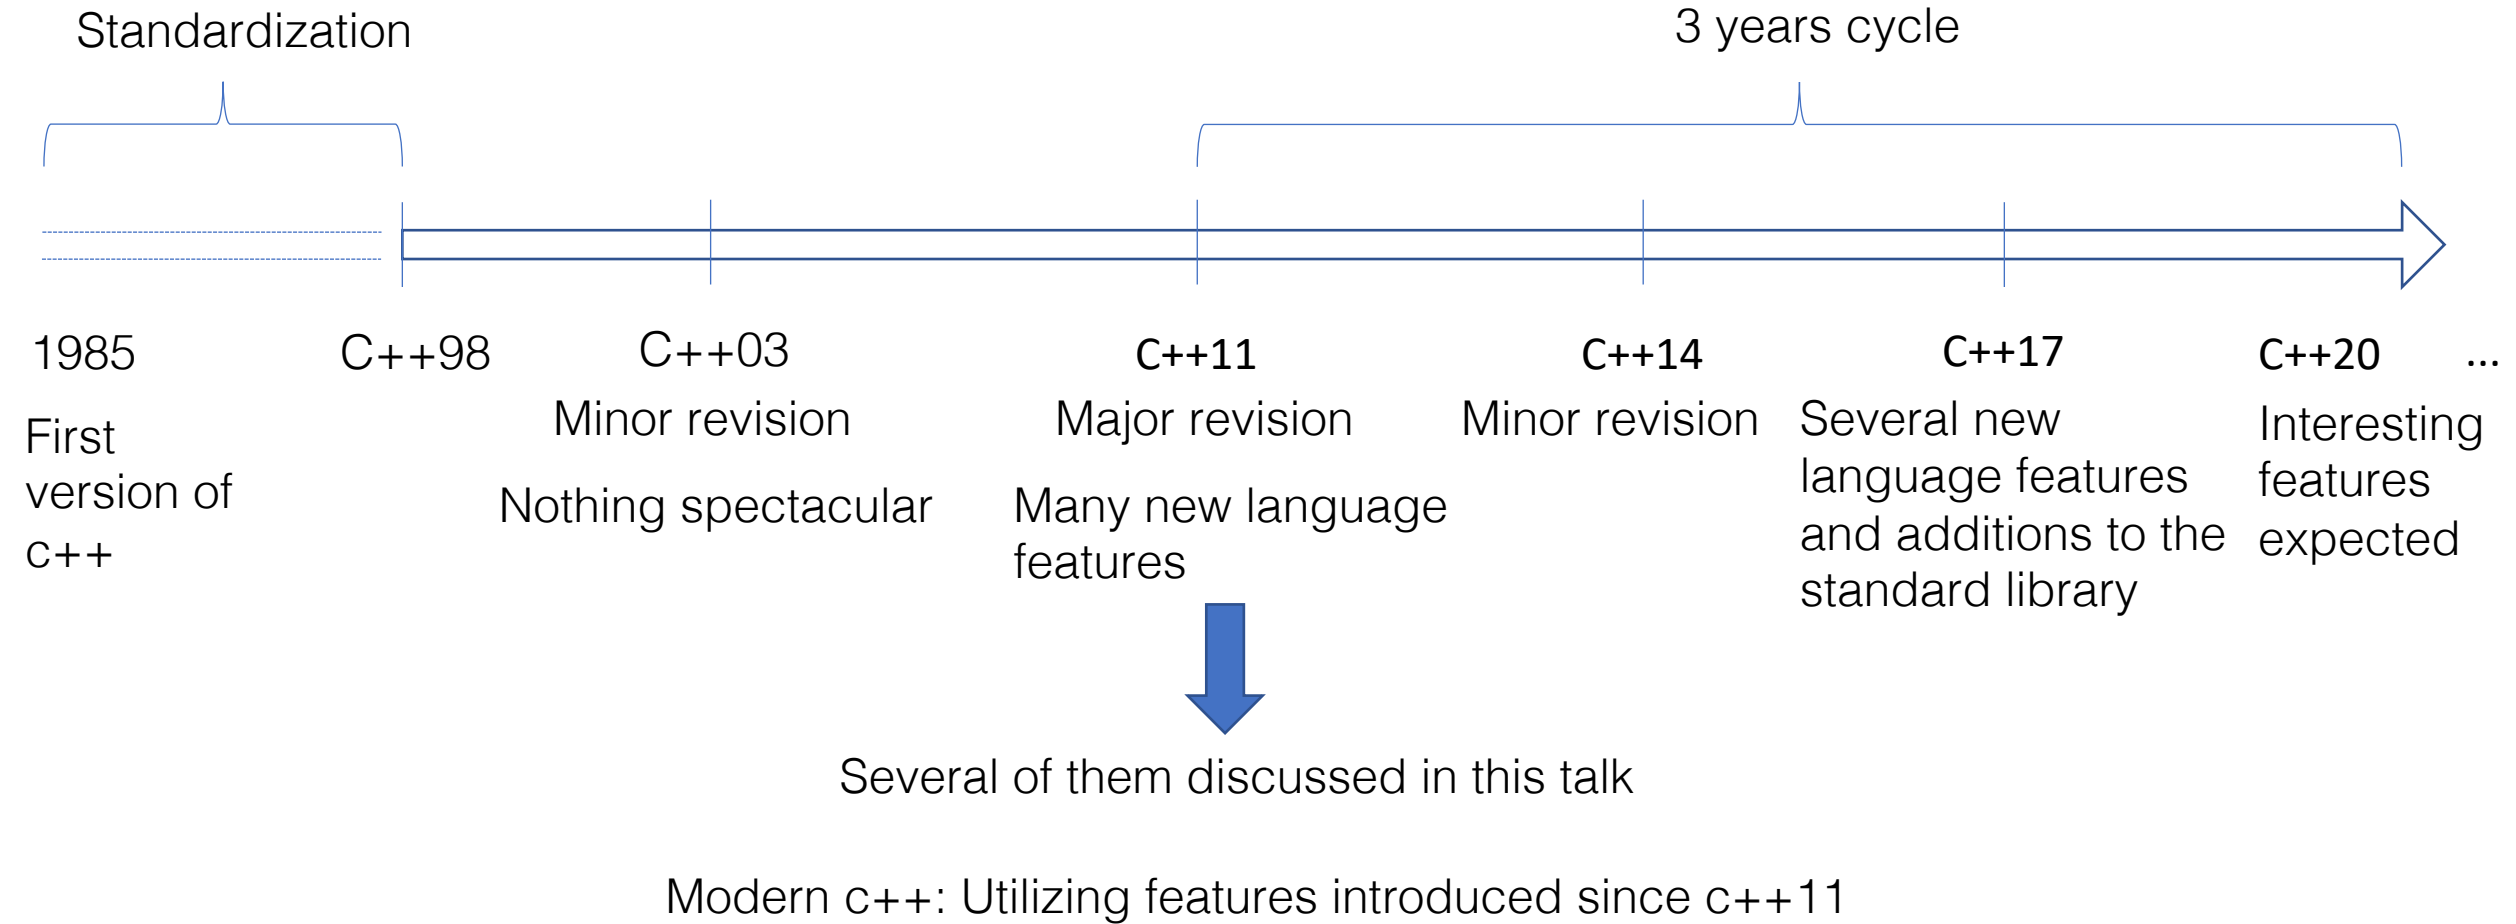 Standardization
3 years cycle
1985
C++98
C++03
C++11
C++14
C++17
C++20
...
First
version of
c++
Minor revision
Nothing spectacular
Major revision
Many new language
features
Minor revision
Several new
language features
and additions to the
standard library
Interesting
features
expected
Several of them discussed in this talk
Modern c++: Utilizing features introduced since c++11